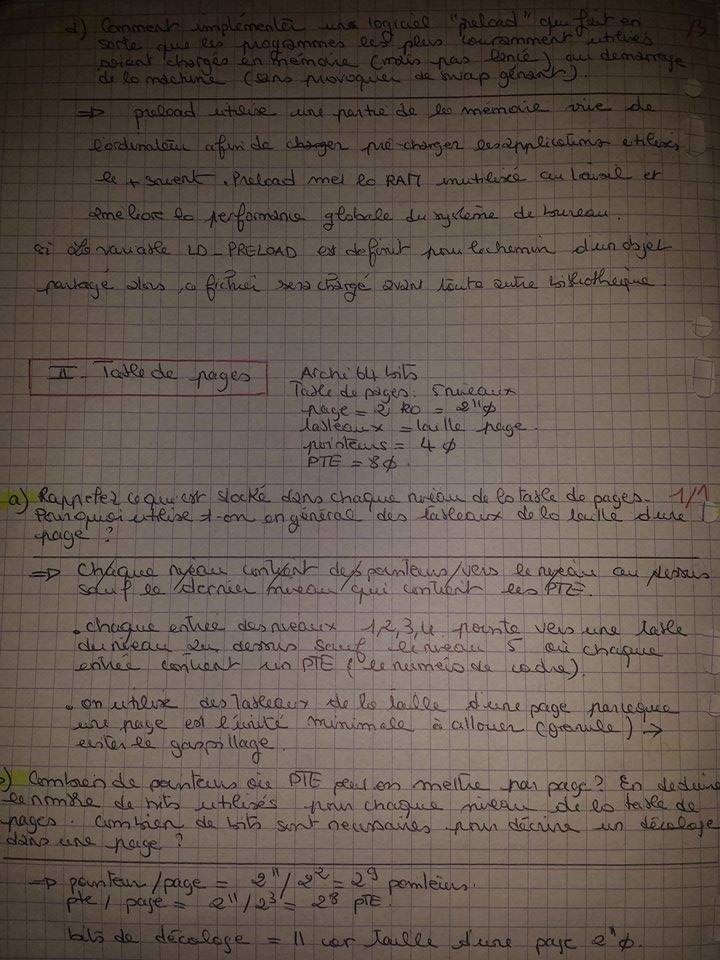 d) Comment implémenter un logiciel "preload" qui fait en
sorte que les programmes les plus couramment utilisés
soient chargés en mémoire (mais pas lancé) au démarrage
de la machine (sans provoquer de swap gênant).
=> preload utilise une partie de la mémoire vive de
l'ordinateur afin de charger pré-charger les applications utilisés
le + souvent. Preload met la RAM inutilisé au travail et
améliore la performance globale du système de bureau.
si la variable LD_PRELOAD est definit pour le chemin d'un objet
partagé alors, ce fichier sera chargé avant toute autre bibliothèque.
II - Table de pages
Archi 64 bits
Table de pages: 5 niveaux
page = 2 ko = 2^11 φ
tableaux = taille page.
pointeurs = 4 φ
PTE = 8 φ.
a) Rappelez ce qui est stocké dans chaque niveau de la table de pages. 1/1
Pourquoi utilise t-on en général des tableaux de la taille d'une
page ?
=> Chaque niveau contient des pointeurs vers le niveau au dessus
sauf le dernier niveau qui contient les PTE.
• chaque entrée des niveaux 1,2,3,4 pointe vers une table
du niveau au dessus sauf le niveau 5 où chaque
entrée contient un PTE (le numéro de cadre).
• on utilise des tableaux de la taille d'une page parceque
une page est l'unité minimale à allouer (granule) ->
eviter le gaspillage.
b) Combien de pointeurs ou PTE peut on mettre par page ? En deduire
le nombre de bits utilisés pour chaque niveau de la table de
pages. Combien de bits sont necessaires pour décrire un décalage
dans une page ?
=> pointeur/page = 2^11 / 2^2 = 2^9 pointeurs.
pte / page = 2^11 / 2^3 = 2^8 PTE.
bits de décalage = 11 car taille d'une page 2^11 φ.